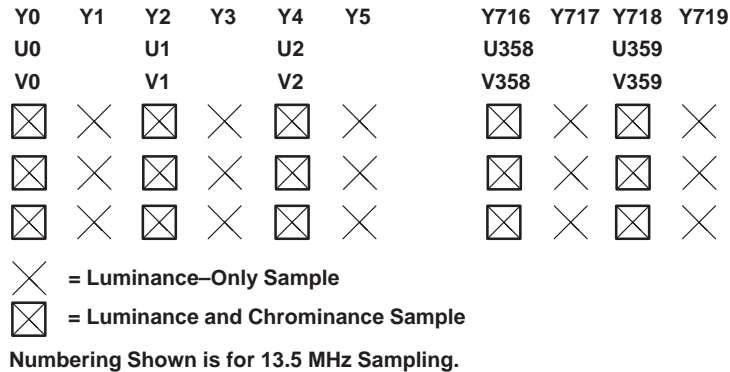 Y0 Y1 Y2 Y3 Y4 Y5 Y716 Y717 Y718 Y719
U0 U1 U2 U358 U359
V0 V1 V2 V358 V359
= Luminance–Only Sample
= Luminance and Chrominance Sample
Numbering Shown is for 13.5 MHz Sampling.